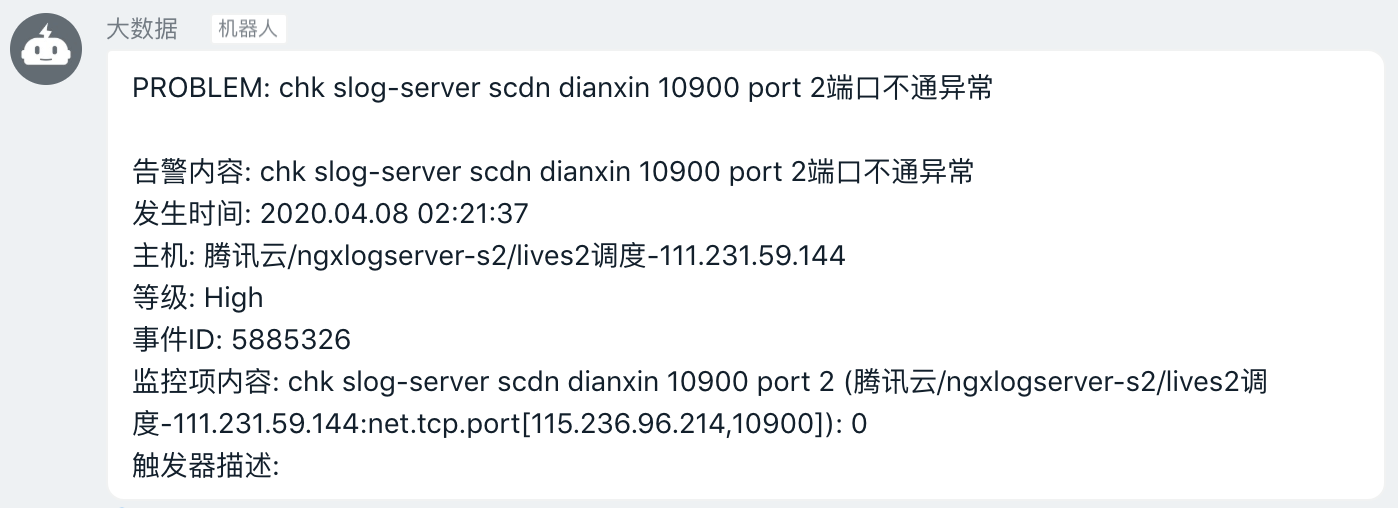 大数据 机器人
PROBLEM: chk slog-server scdn dianxin 10900 port 2端口不通异常
告警内容: chk slog-server scdn dianxin 10900 port 2端口不通异常
发生时间: 2020.04.08 02:21:37
主机: 腾讯云/ngxlogserver-s2/lives2调度-111.231.59.144
等级: High
事件ID: 5885326
监控项内容: chk slog-server scdn dianxin 10900 port 2 (腾讯云/ngxlogserver-s2/lives2调
度-111.231.59.144:net.tcp.port[115.236.96.214,10900]): 0
触发器描述: